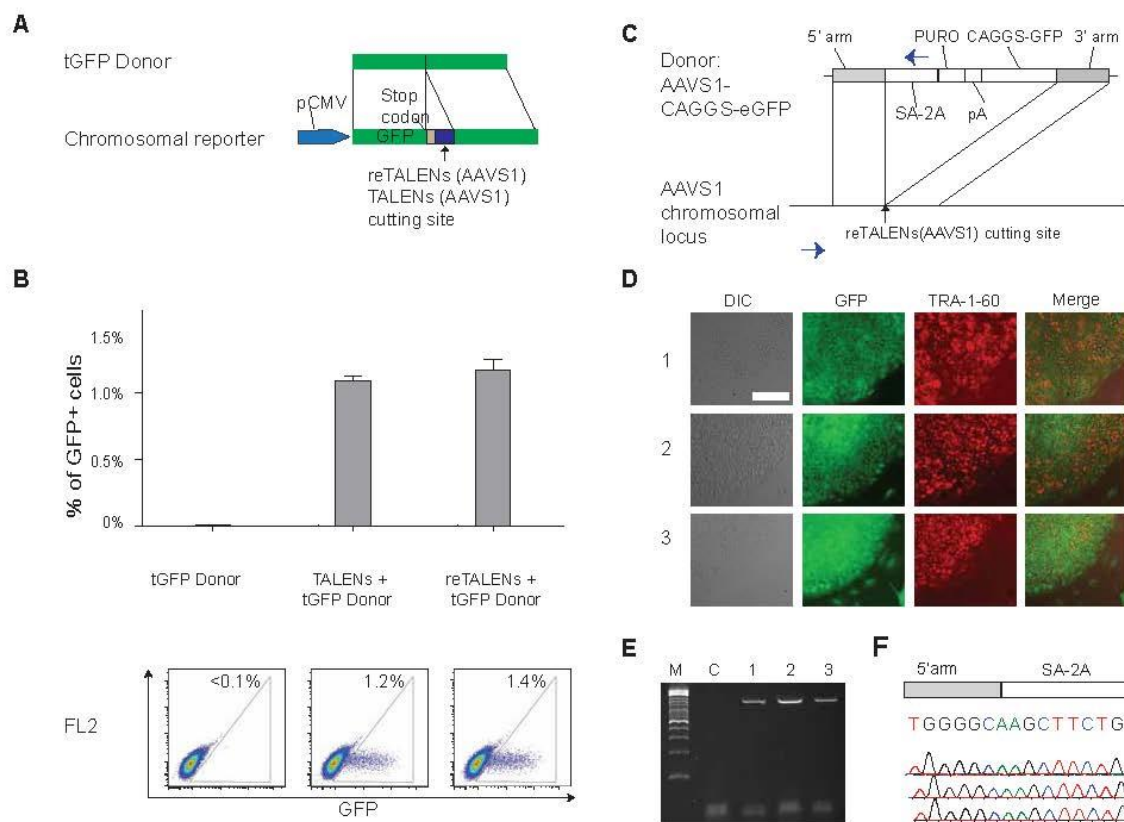 A
tGFP Donor
pCMV
Stop
codon
GFP
Chromosomal reporter
reTALENs (AAVS1)
TALENs (AAVS1)
cutting site
B
% of GFP+ cells
1.5%
1.0%
0.5%
0%
tGFP Donor
TALENs +
tGFP Donor
reTALENs +
tGFP Donor
<0.1%
1.2%
1.4%
FL2
GFP
C
5' arm
PURO
CAGGS-GFP
3' arm
Donor:
AAVS1-
CAGGS-eGFP
SA-2A
pA
AAVS1
chromosomal
locus
reTALENs(AAVS1) cutting site
D
DIC
GFP
TRA-1-60
Merge
1
2
3
E
M
C
1
2
3
F
5'arm
SA-2A
TGGGGCAAGCTTCTG